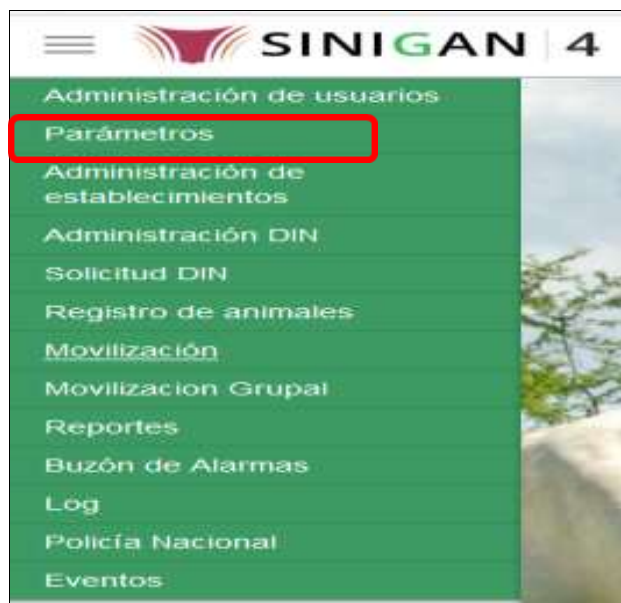 SINIGAN 4
Administración de usuarios
Parámetros
Administración de
establecimientos
Administración DIN
Solicitud DIN
Registro de animales
Movilización
Movilizacion Grupal
Reportes
Buzón de Alarmas
Log
Policía Nacional
Eventos